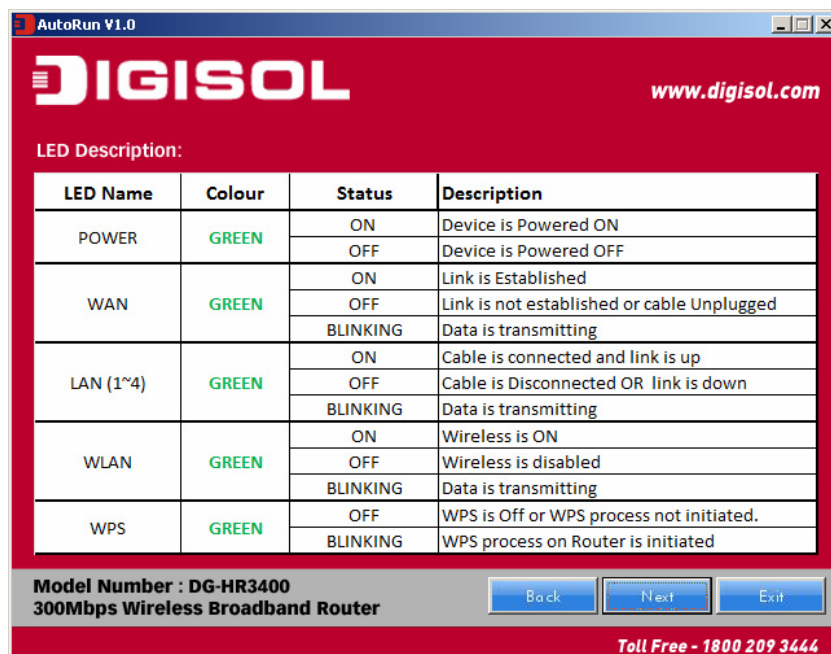 AutoRun V1.0
DIGISOL
www.digisol.com
LED Description:
LED Name Colour Status Description
POWER GREEN ON Device is Powered ON
OFF Device is Powered OFF
WAN GREEN ON Link is Established
OFF Link is not established or cable Unplugged
BLINKING Data is transmitting
LAN (1~4) GREEN ON Cable is connected and link is up
OFF Cable is Disconnected OR link is down
BLINKING Data is transmitting
WLAN GREEN ON Wireless is ON
OFF Wireless is disabled
BLINKING Data is transmitting
WPS GREEN OFF WPS is Off or WPS process not initiated.
BLINKING WPS process on Router is initiated
Model Number : DG-HR3400
300Mbps Wireless Broadband Router
Back Next Exit
Toll Free - 1800 209 3444